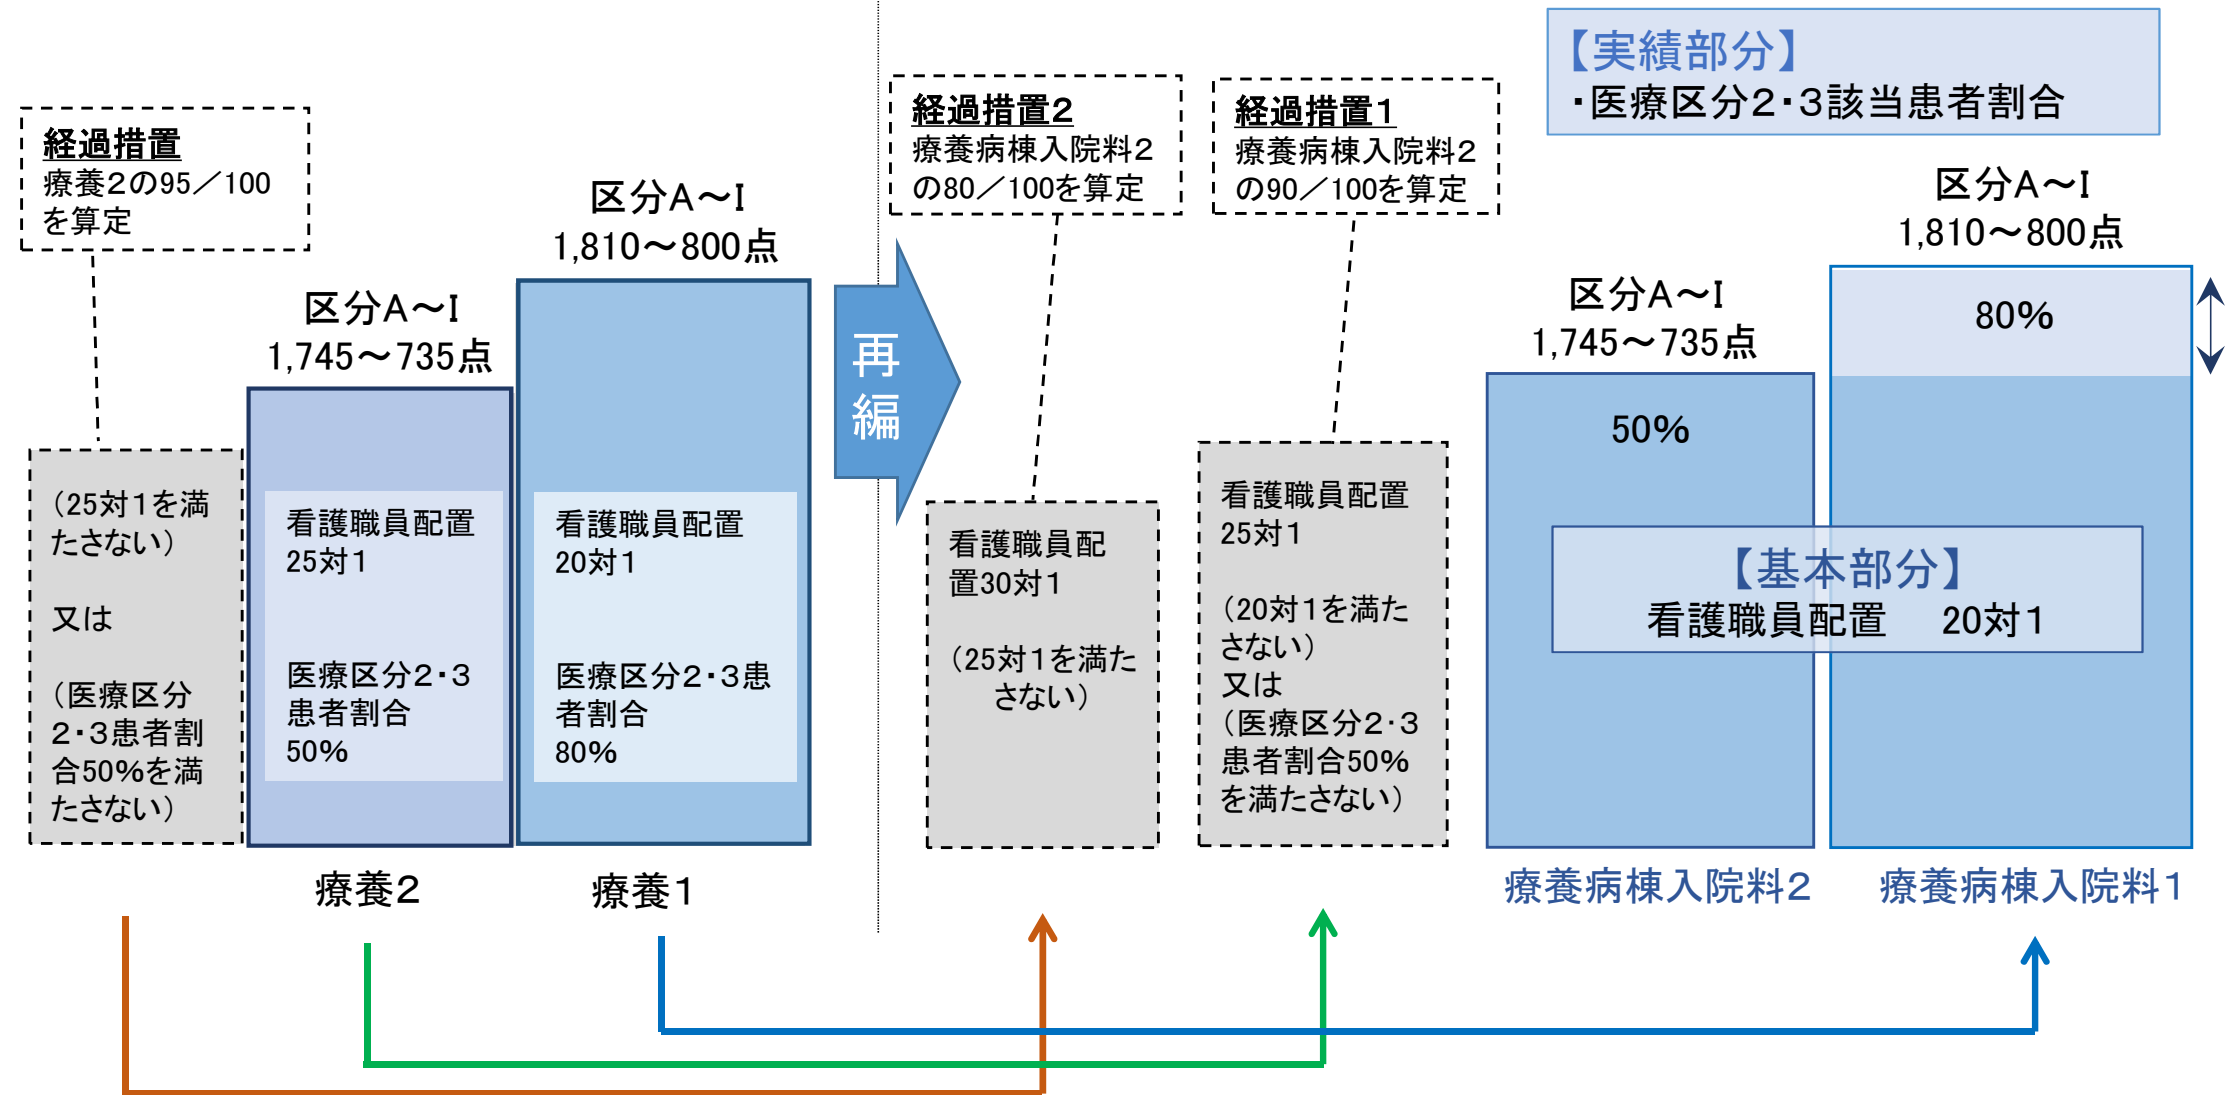 経過措置
療養２の95／100
を算定
区分A～I
1,745～735点
区分A～I
1,810～800点
（25対１を満
たさない）
又は
（医療区分
２・３患者割
合50%を満
たさない）
看護職員配置
25対１
医療区分２・３
患者割合
50%
看護職員配置
20対１
医療区分２・３患
者割合
80%
療養２
療養１
再
編
経過措置２
療養病棟入院料２
の80／100を算定
経過措置１
療養病棟入院料２
の90／100を算定
【実績部分】
・医療区分２・３該当患者割合
区分A～I
1,745～735点
区分A～I
1,810～800点
看護職員配
置30対１
（25対１を満た
さない）
看護職員配置
25対１
（20対１を満た
さない）
又は
（医療区分２・３
患者割合50%
を満たさない）
50%
80%
【基本部分】
看護職員配置　20対１
療養病棟入院料２
療養病棟入院料１